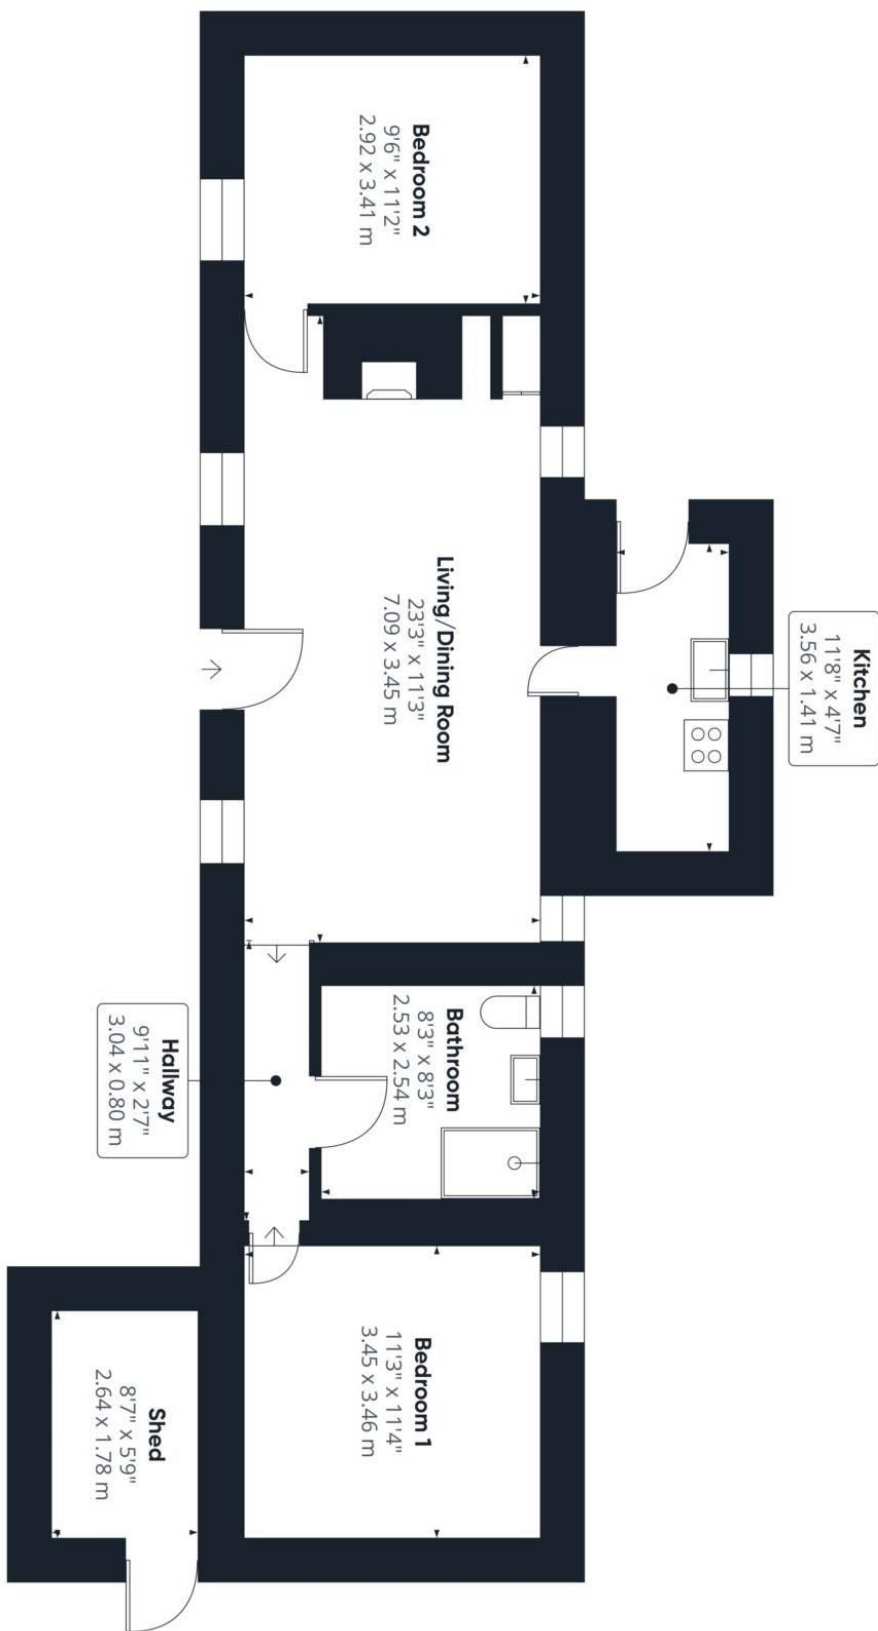 Bedroom 2
9'6" x 11'2"
2.92 x 3.41 m
Kitchen
11'8" x 4'7"
3.56 x 1.41 m
Living/Dining Room
23'3" x 11'3"
7.09 x 3.45 m
Bathroom
8'3" x 8'3"
2.53 x 2.54 m
Hallway
9'11" x 2'7"
3.04 x 0.80 m
Bedroom 1
11'3" x 11'4"
3.45 x 3.46 m
Shed
8'7" x 5'9"
2.64 x 1.78 m